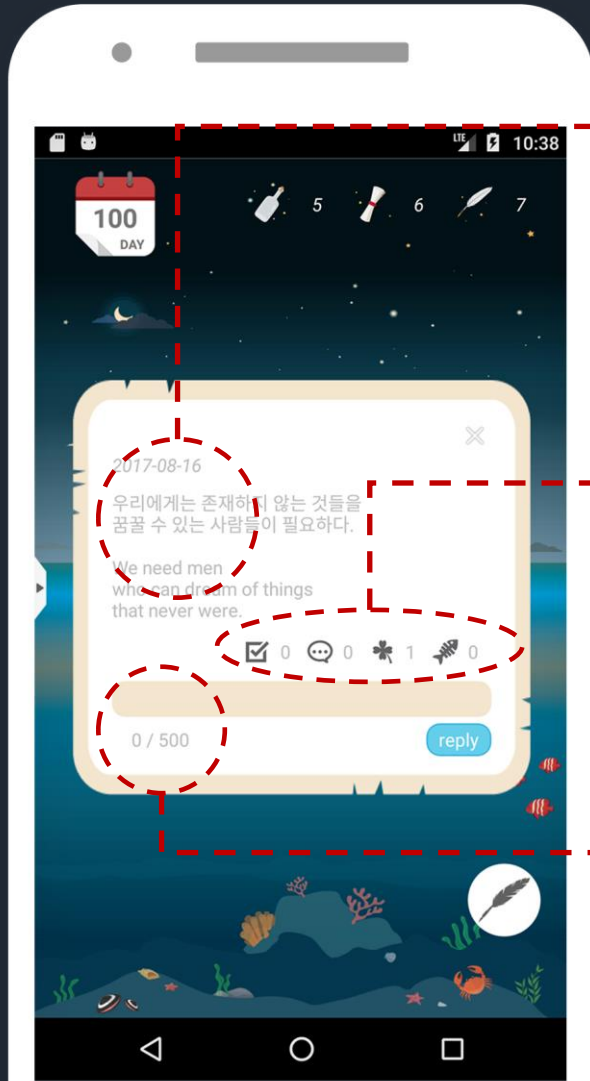 LTE 10:38
100
DAY
5 6 7
2017-08-16
우리에게는 존재하지 않는 것들을
꿈꿀 수 있는 사람들이 필요하다.
We need men
who can dream of things
that never were.
0 0 1 0
0 / 500
reply